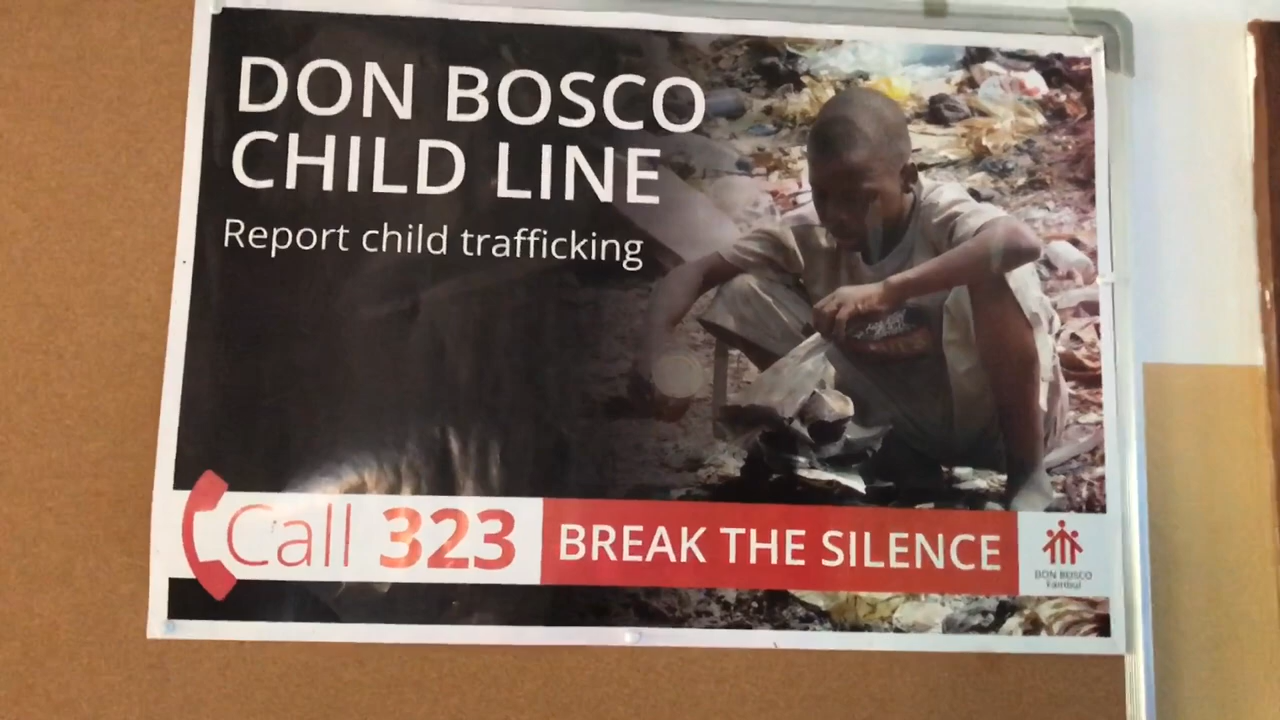 DON BOSCO
CHILD LINE
Report child trafficking
Call 323
BREAK THE SILENCE
DON BOSCO
Fambul